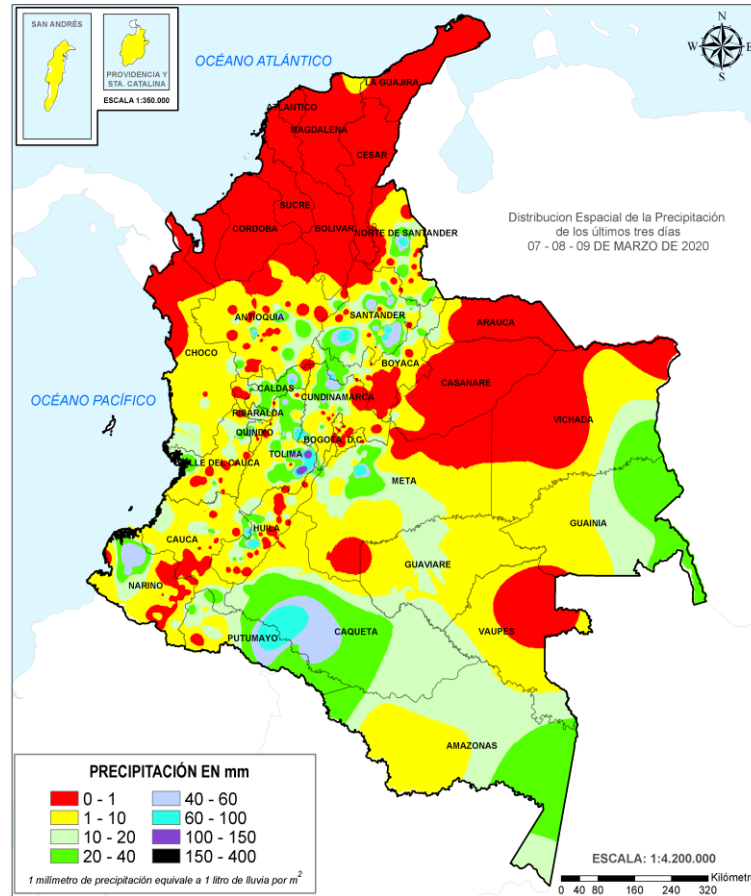 SAN ANDRÉS
PROVIDENCIA Y
STA. CATALINA
ESCALA 1:350.000
OCÉANO ATLÁNTICO
N
W E
S
LA GUAJIRA
ATLANTICO
MAGDALENA
CESAR
SUCRE
CORDOBA
BOLIVAR
NORTE DE SANTANDER
Distribucion Espacial de la Precipitación
de los últimos tres días
07 - 08 - 09 DE MARZO DE 2020
ANTIOQUIA
SANTANDER
ARAUCA
CHOCO
BOYACA
CASANARE
OCÉANO PACÍFICO
CALDAS
CUNDINAMARCA
RISARALDA
VICHADA
QUINDIO
BOGOTA, D.C.
TOLIMA
VALLE DEL CAUCA
META
GUAINIA
CAUCA
HUILA
GUAVIARE
NARIÑO
PUTUMAYO
CAQUETA
VAUPES
AMAZONAS
PRECIPITACIÓN EN mm
0 - 1
1 - 10
10 - 20
20 - 40
40 - 60
60 - 100
100 - 150
150 - 400
1 milímetro de precipitación equivale a 1 litro de lluvia por m²
ESCALA: 1:4.200.000
Kilóme
40 80 160 240 320